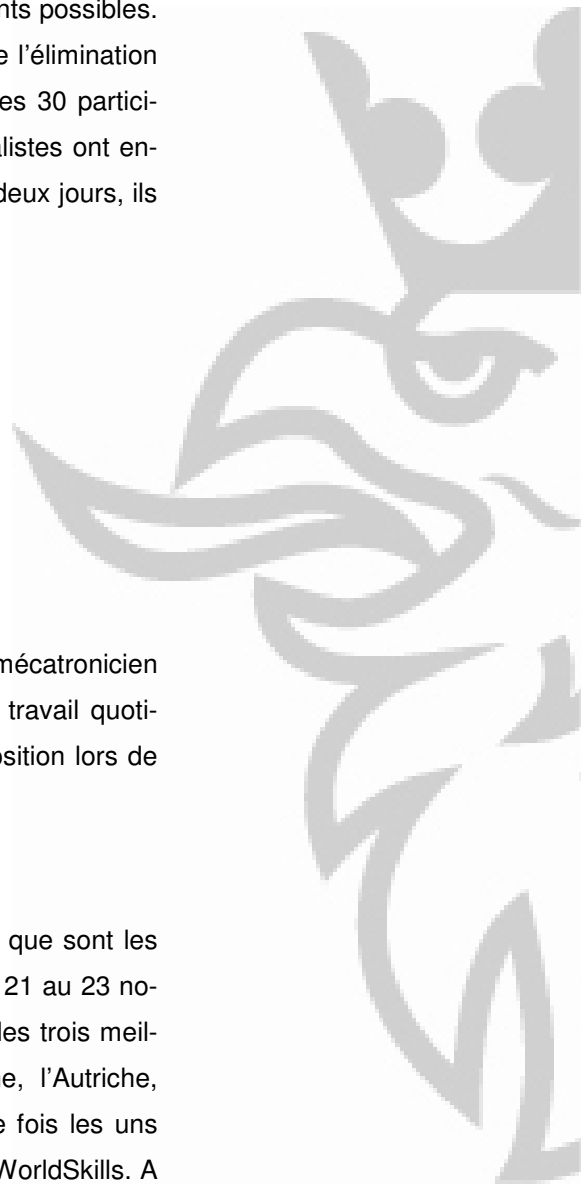 nts possibles.
e l'élimination
es 30 partici-
alistes ont en-
deux jours, ils
mécatronicien
travail quoti-
osition lors de
que sont les
21 au 23 no-
les trois meil-
e, l'Autriche,
e fois les uns
WorldSkills. A